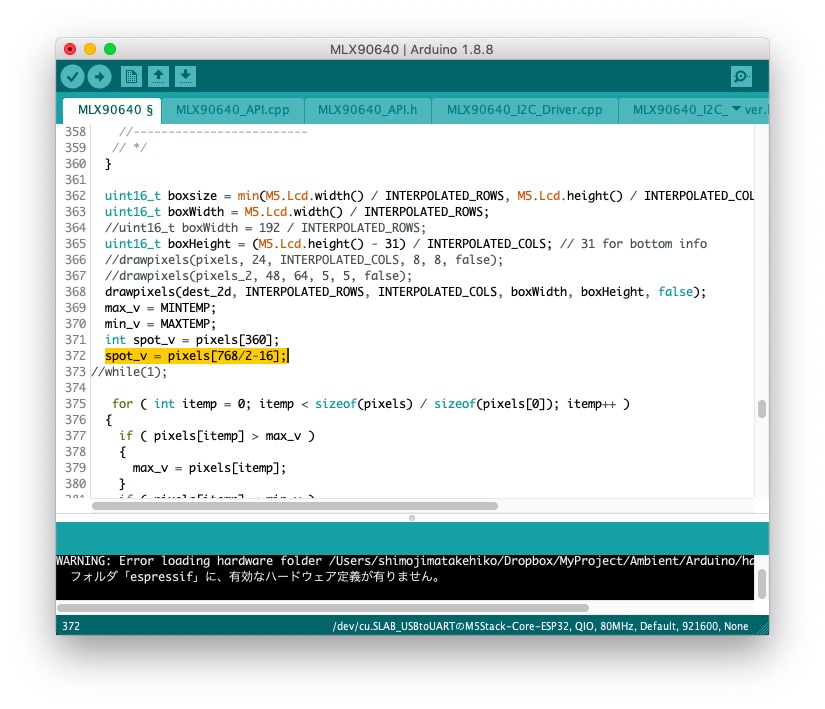 MLX90640 | Arduino 1.8.8
MLX90640 § MLX90640_API.cpp MLX90640_API.h MLX90640_I2C_Driver.cpp MLX90640_I2C_ ver.
358 //-------------------------
359 // */
360 }
361
362 uint16_t boxsize = min(M5.Lcd.width() / INTERPOLATED_ROWS, M5.Lcd.height() / INTERPOLATED_COL
363 uint16_t boxWidth = M5.Lcd.width() / INTERPOLATED_ROWS;
364 //uint16_t boxWidth = 192 / INTERPOLATED_ROWS;
365 uint16_t boxHeight = (M5.Lcd.height() - 31) / INTERPOLATED_COLS; // 31 for bottom info
366 //drawpixels(pixels, 24, INTERPOLATED_COLS, 8, 8, false);
367 //drawpixels(pixels_2, 48, 64, 5, 5, false);
368 drawpixels(dest_2d, INTERPOLATED_ROWS, INTERPOLATED_COLS, boxWidth, boxHeight, false);
369 max_v = MINTEMP;
370 min_v = MAXTEMP;
371 int spot_v = pixels[360];
372 spot_v = pixels[768/2-16];
373 //while(1);
374
375 for ( int itemp = 0; itemp < sizeof(pixels) / sizeof(pixels[0]); itemp++ )
376 {
377 if ( pixels[itemp] > max_v )
378 {
379 max_v = pixels[itemp];
380 }
WARNING: Error loading hardware folder /Users/shimojimatakehiko/Dropbox/MyProject/Ambient/Arduino/ha
フォルダ「espressif」に、有効なハードウェア定義が有りません。
372 /dev/cu.SLAB_USBtoUARTのM5Stack-Core-ESP32, QIO, 80MHz, Default, 921600, None